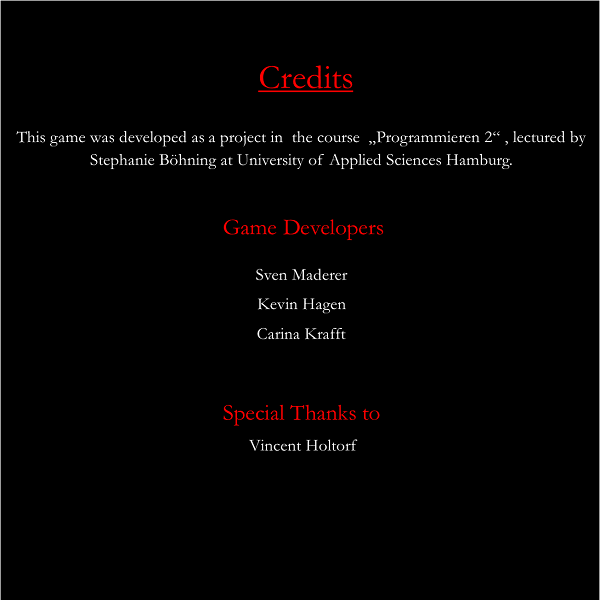 Credits
This game was developed as a project in the course „Programmieren 2“ , lectured by
Stephanie Böhning at University of Applied Sciences Hamburg.
Game Developers
Sven Maderer
Kevin Hagen
Carina Krafft
Special Thanks to
Vincent Holtorf